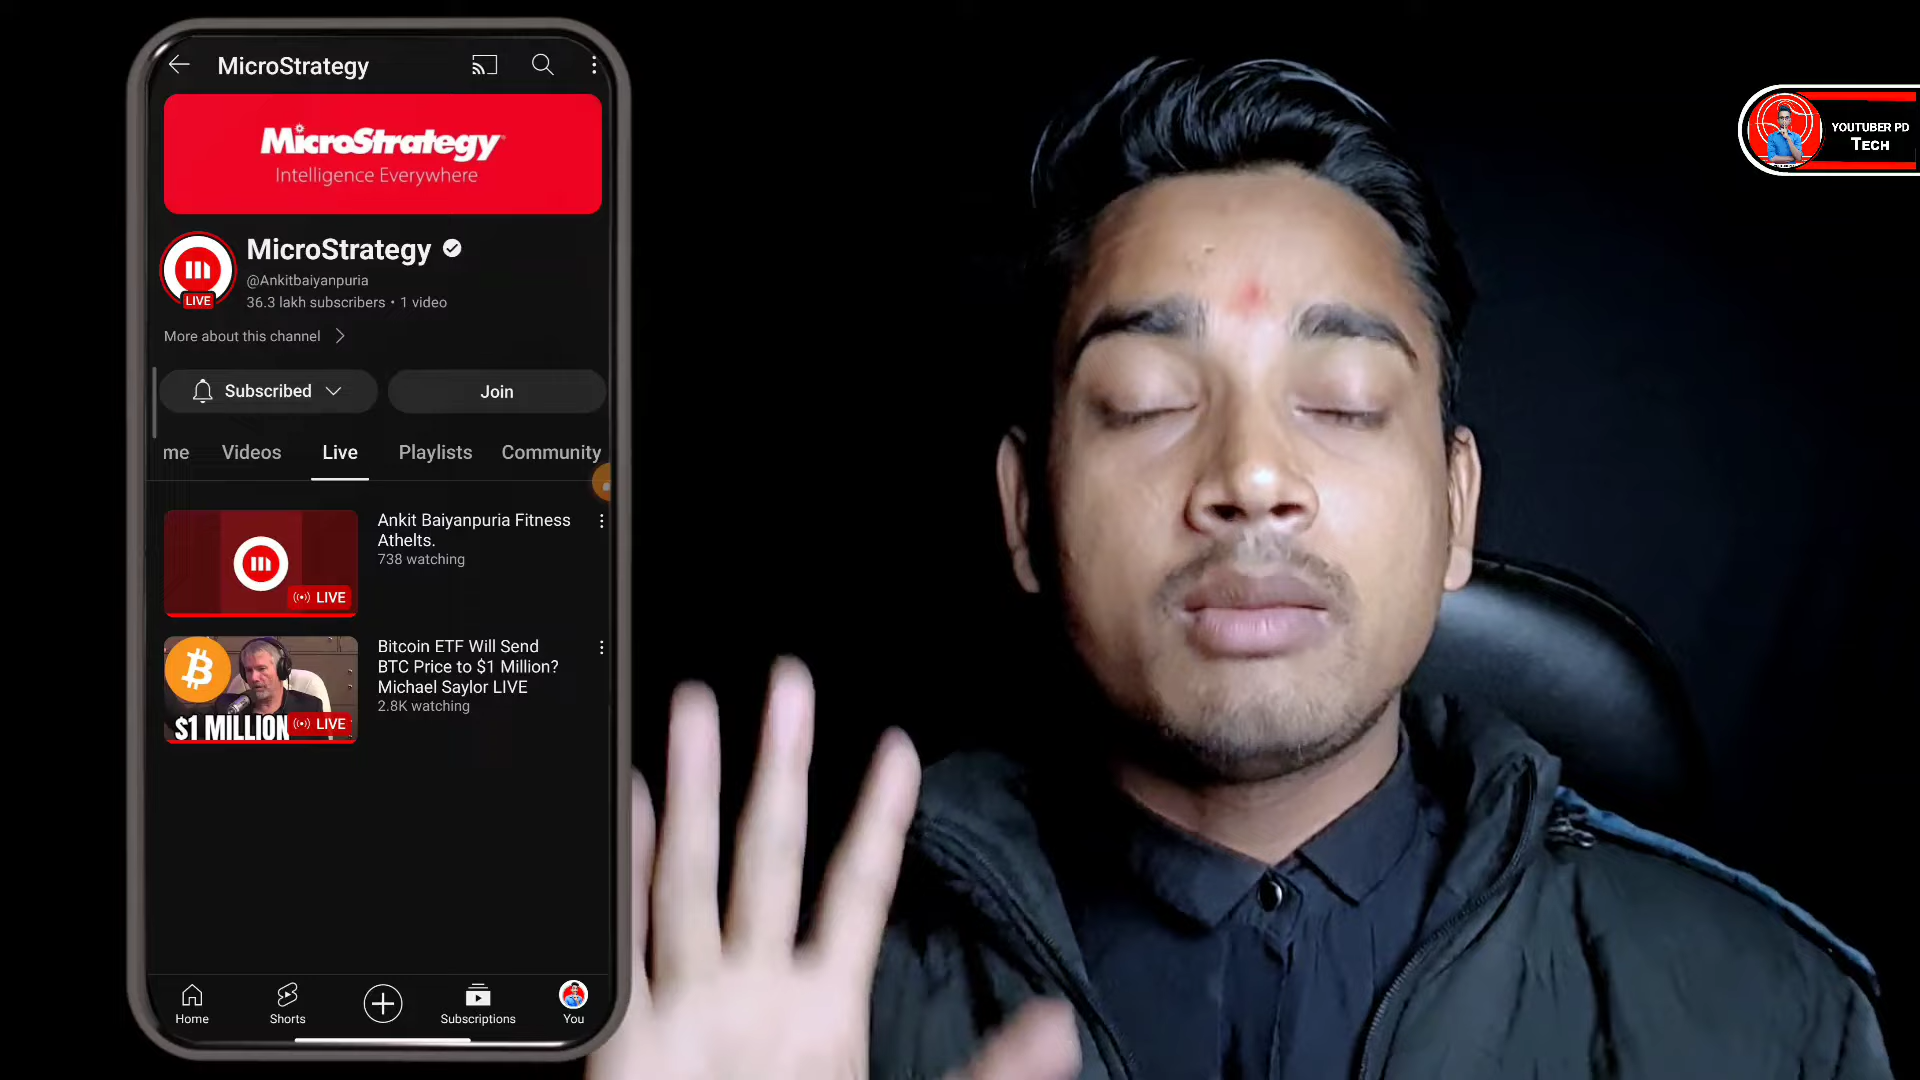 MicroStrategy
MicroStrategy
Intelligence Everywhere
MicroStrategy
@Ankitbaiyanpuria
LIVE
36.3 lakh subscribers • 1 video
More about this channel
Subscribed
Join
me
Videos
Live
Playlists
Community
Ankit Baiyanpuria Fitness
Athelts.
738 watching
LIVE
Bitcoin ETF Will Send
BTC Price to $1 Million?
Michael Saylor LIVE
2.8K watching
$1 MILLION
LIVE
Home
Shorts
Subscriptions
You
YOUTUBER PD
TECH